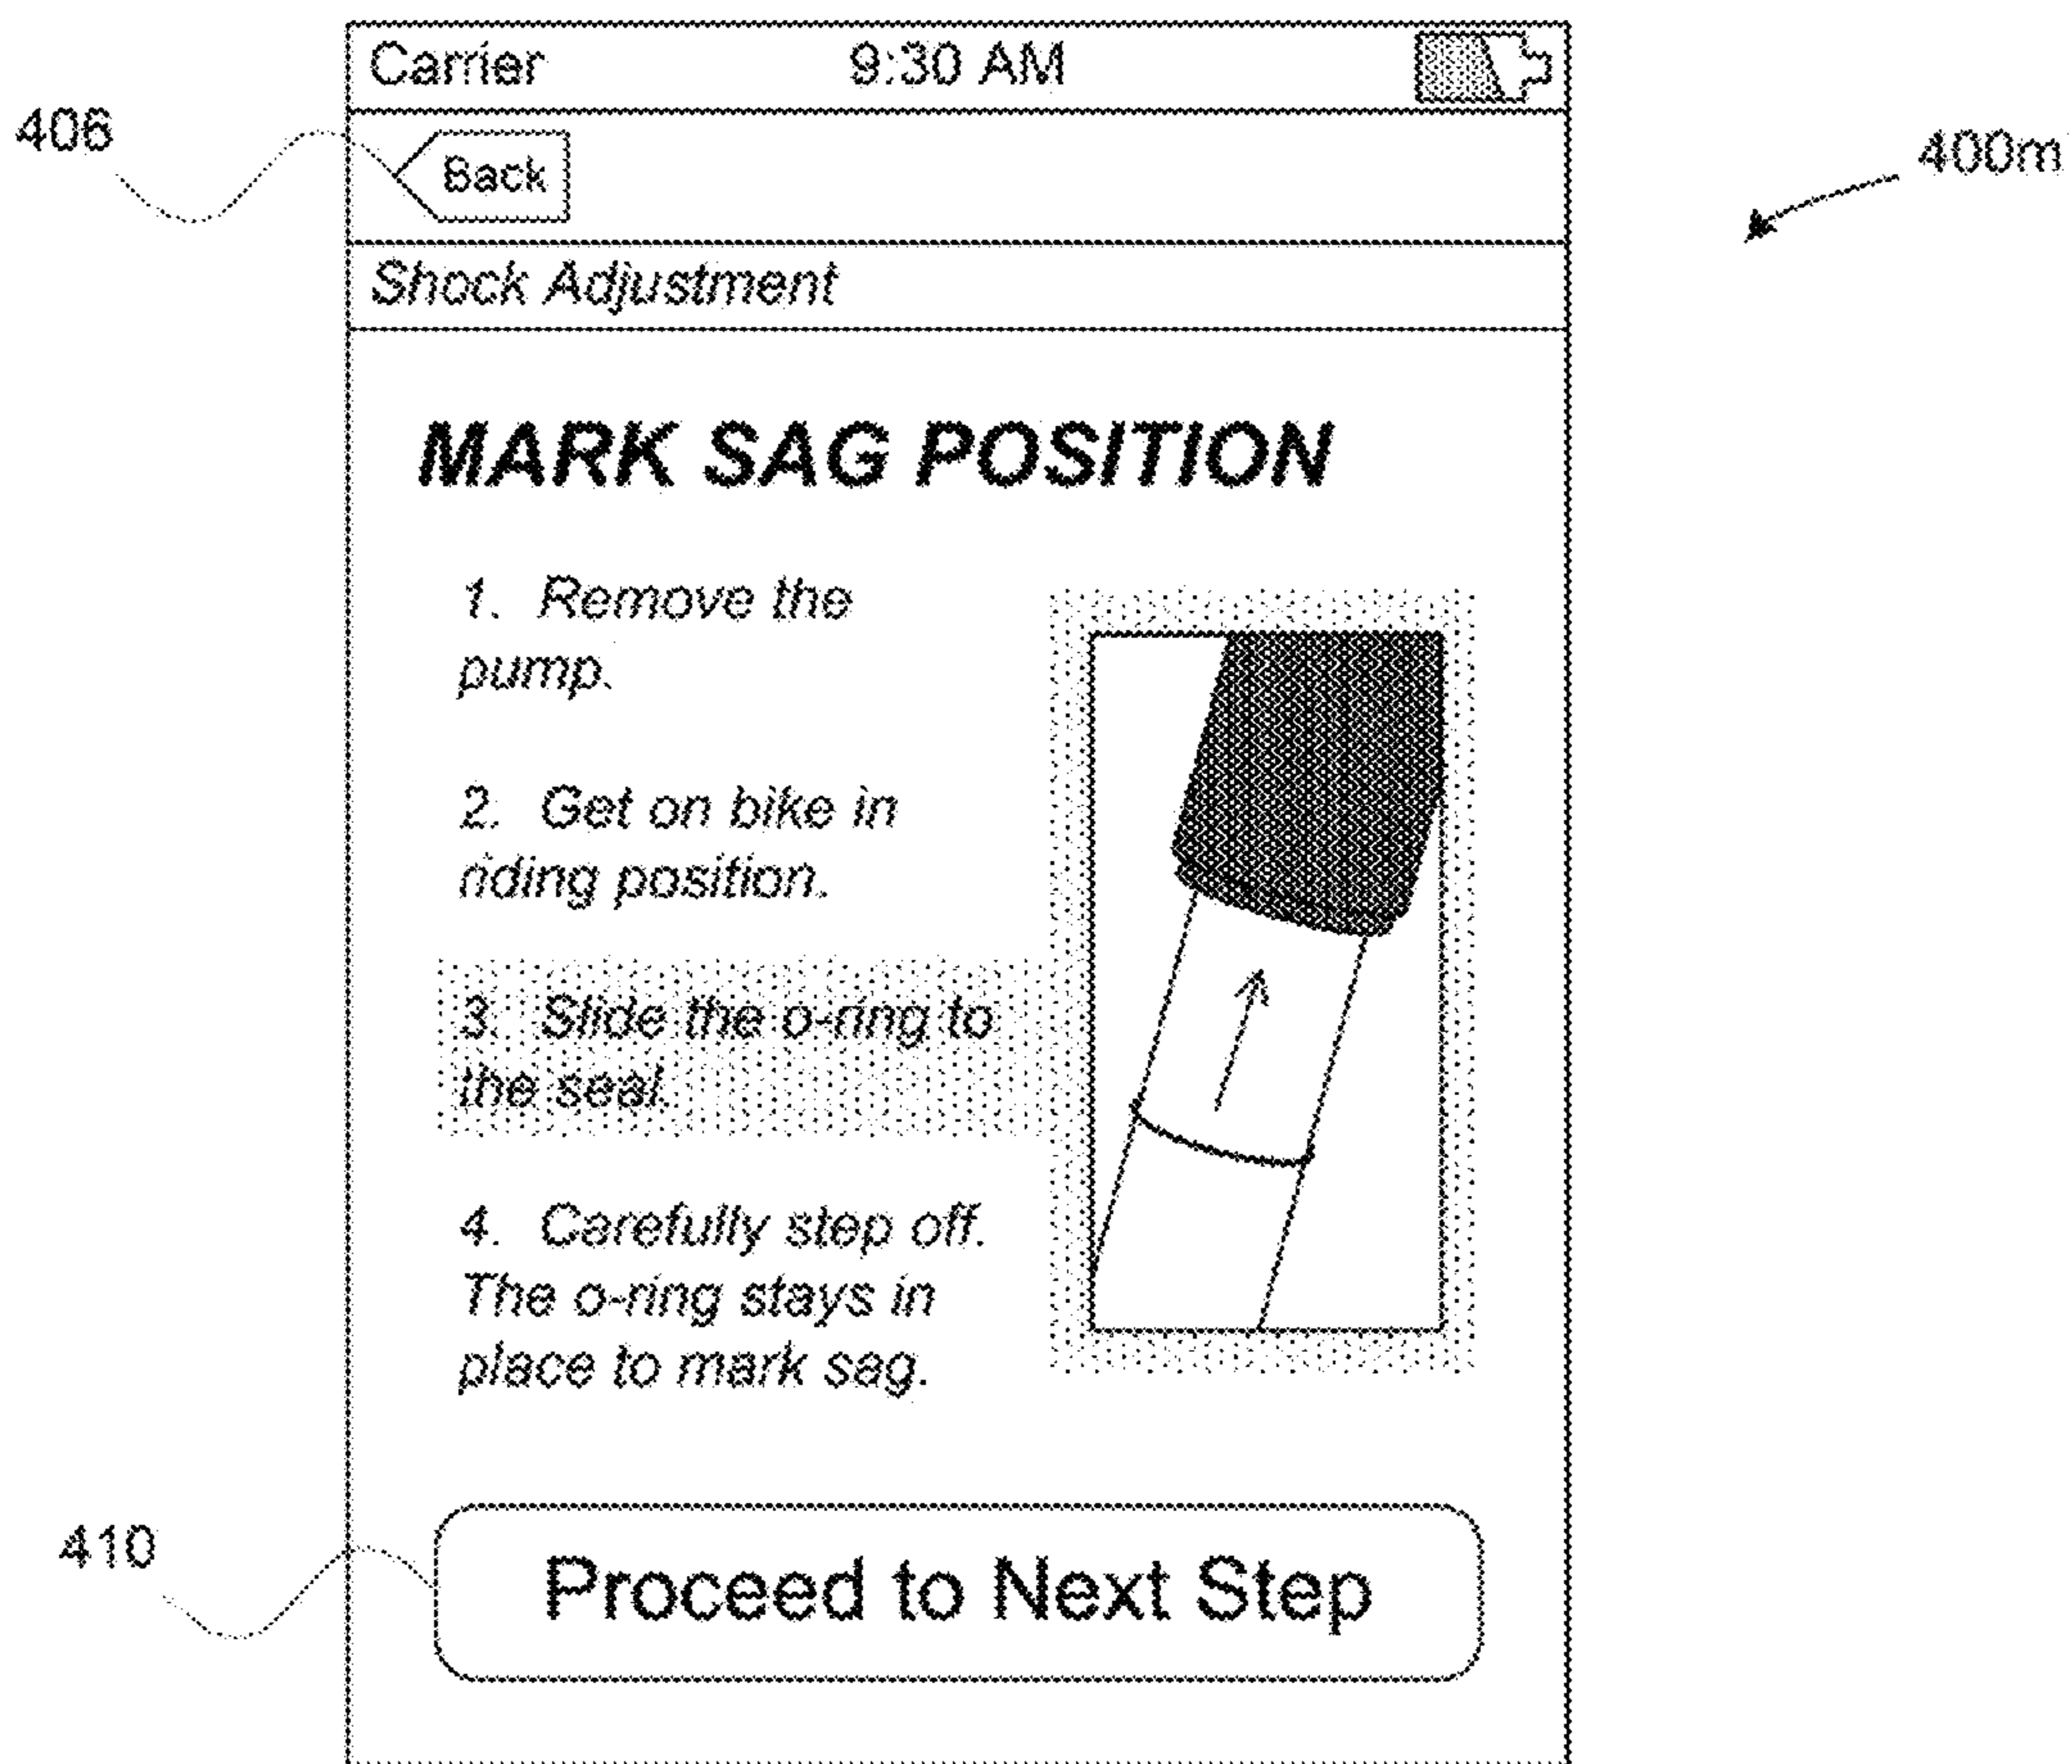 Carrier 9:30 AM
406
Back
400m
Shock Adjustment
MARK SAG POSITION
1. Remove the
pump.
2. Get on bike in
riding position.
3. Slide the o-ring to
the seal.
4. Carefully step off.
The o-ring stays in
place to mark sag.
410
Proceed to Next Step